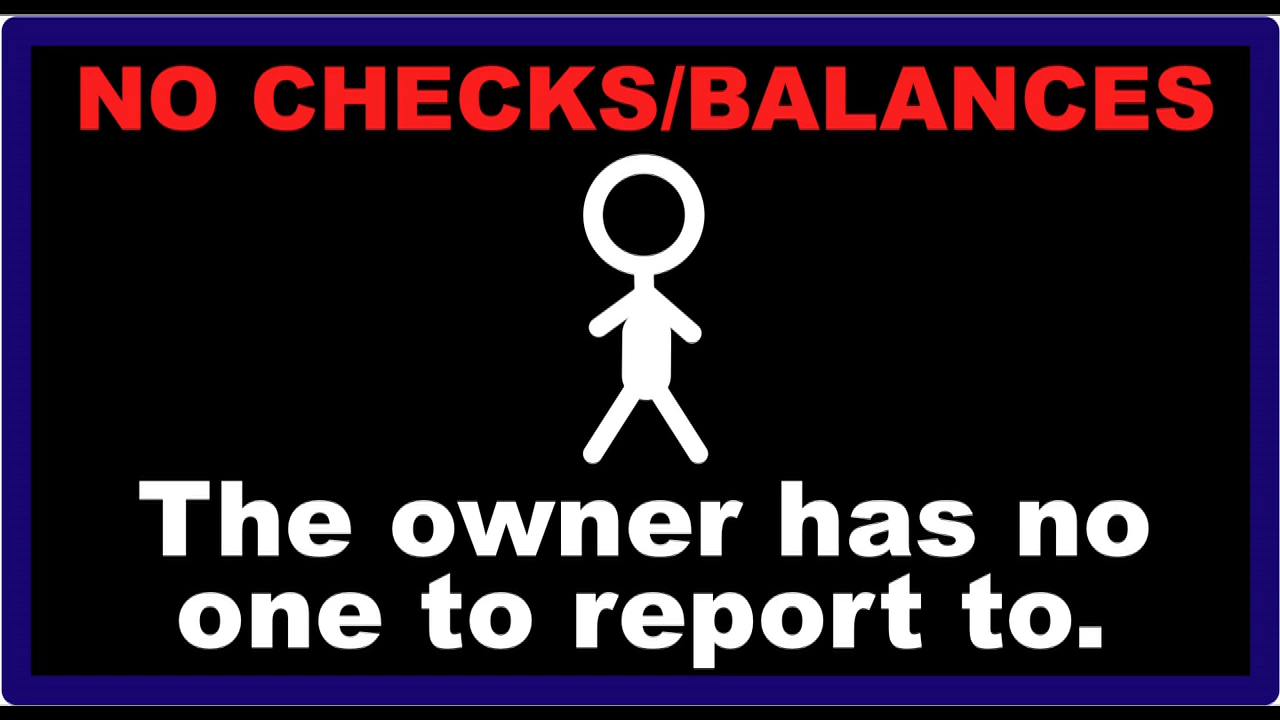 NO CHECKS/BALANCES
The owner has no
one to report to.